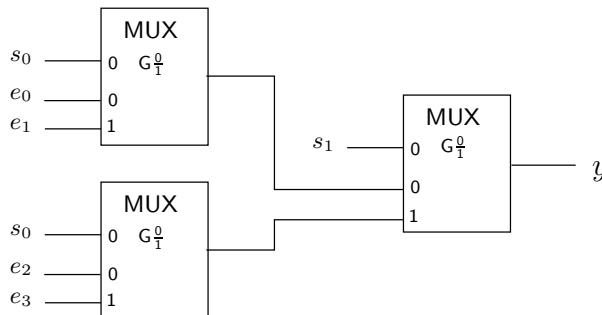 MUX
s₀ 0 G0/1
e₀ 0
e₁ 1
MUX
s₁ 0 G0/1
0
1
y
MUX
s₀ 0 G0/1
e₂ 0
e₃ 1